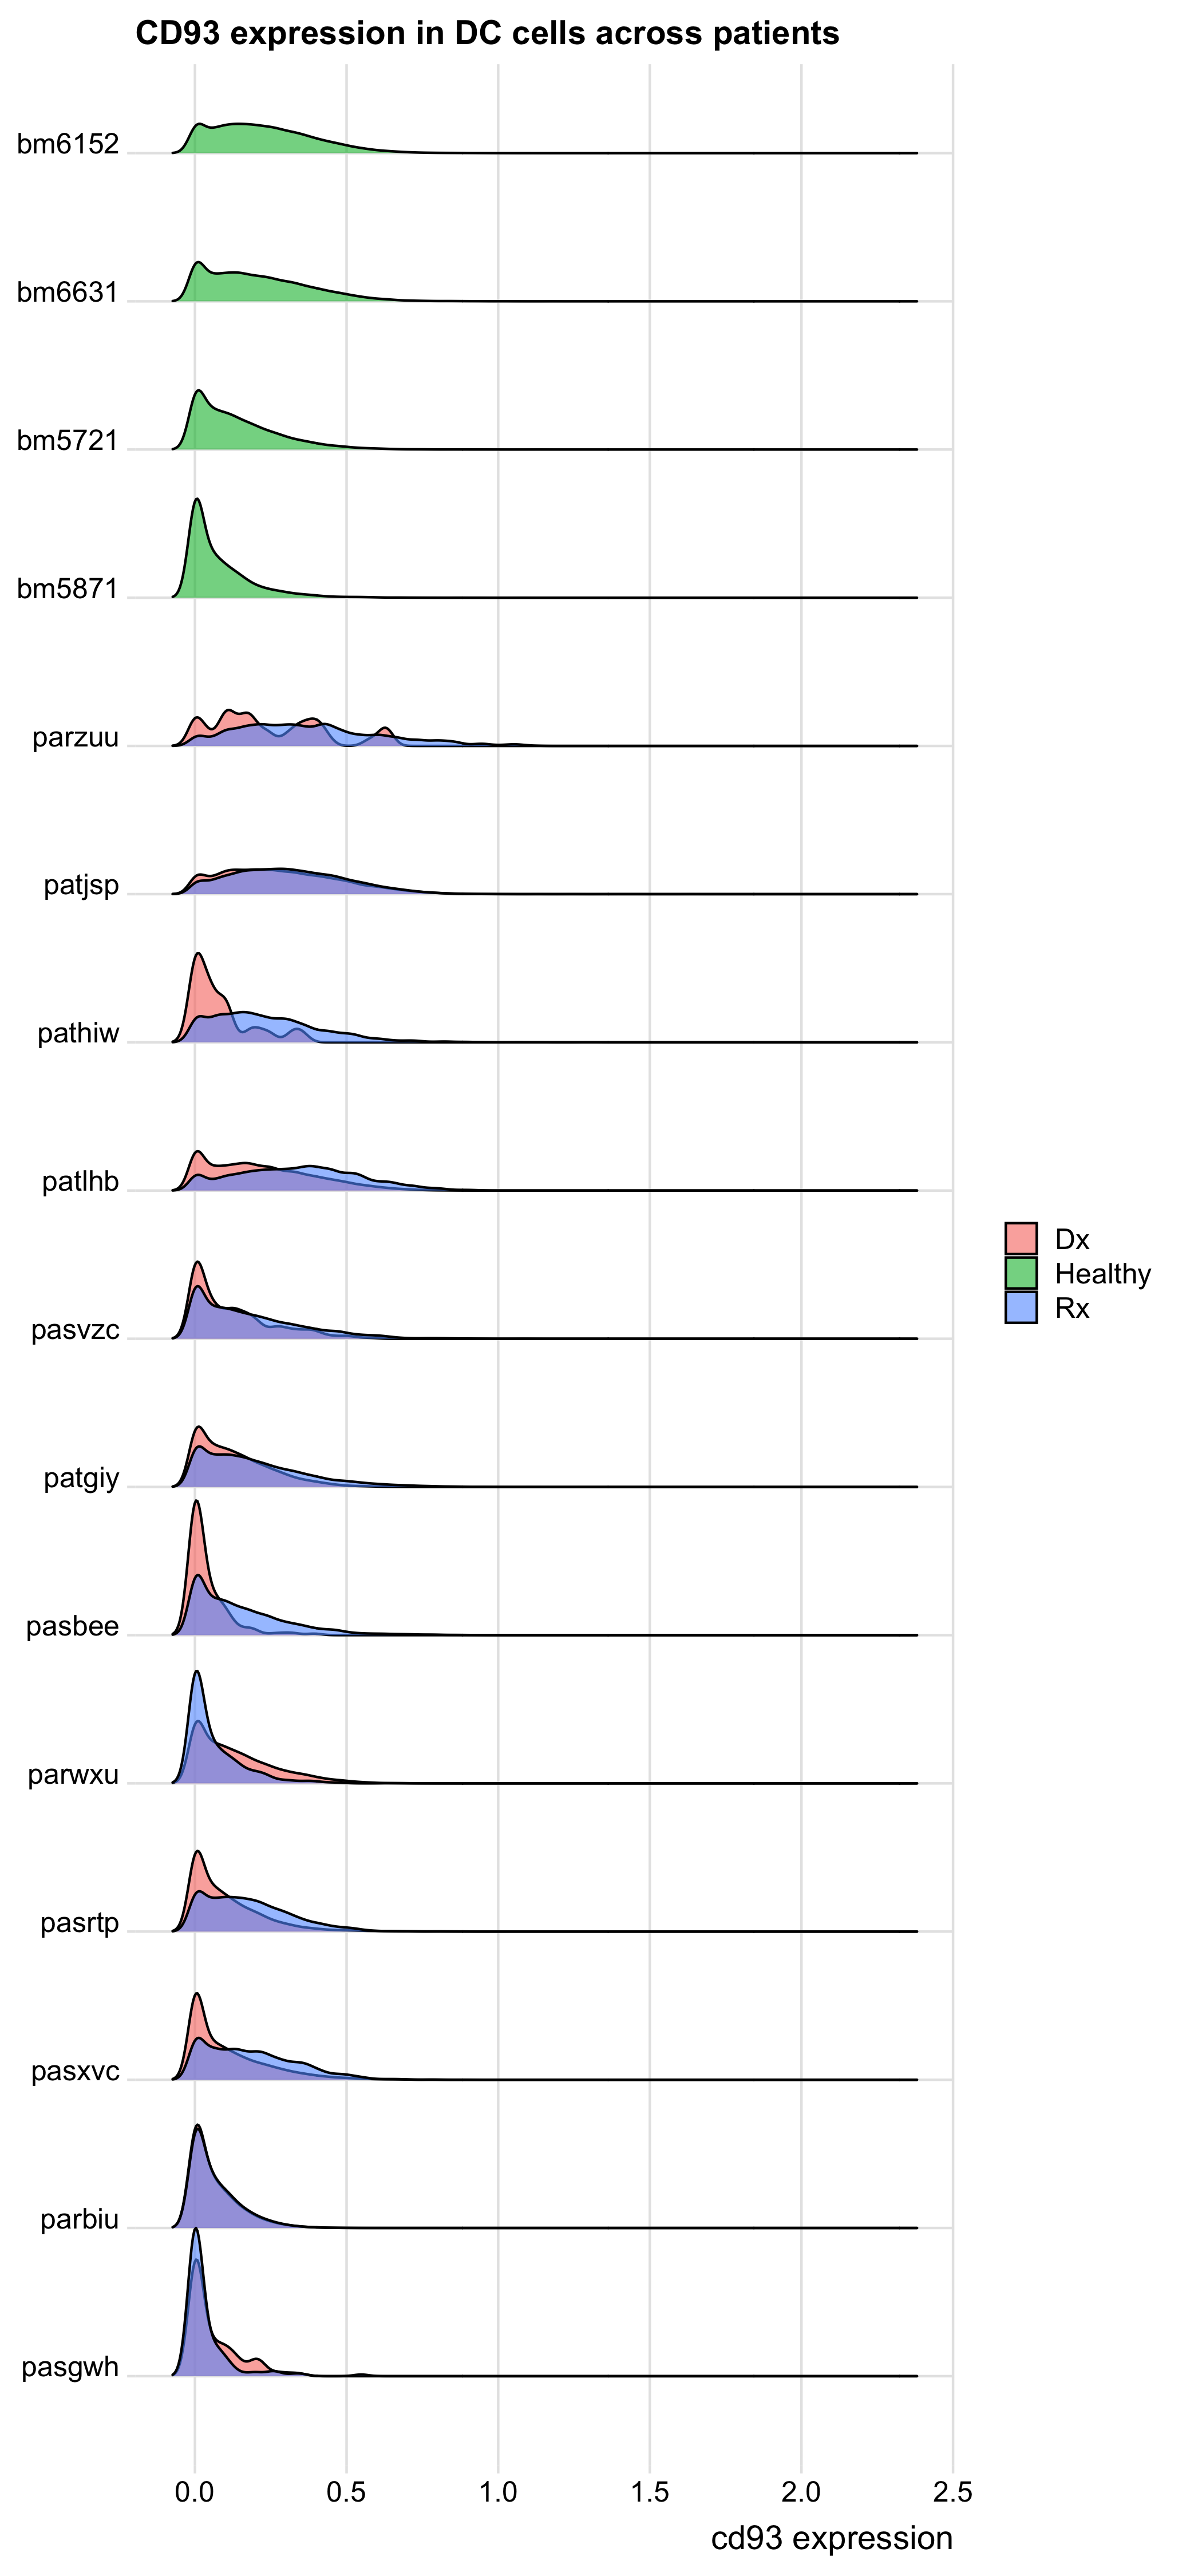 CD93 expression in DC cells across patients
bm6152
bm6631
bm5721
bm5871
parzuu
patjsp
pathiw
patlhb
pasvzc
patgiy
pasbee
parwxu
pasrtp
pasxvc
parbiu
pasgwh
Dx
Healthy
Rx
0.0 0.5 1.0 1.5 2.0 2.5
cd93 expression